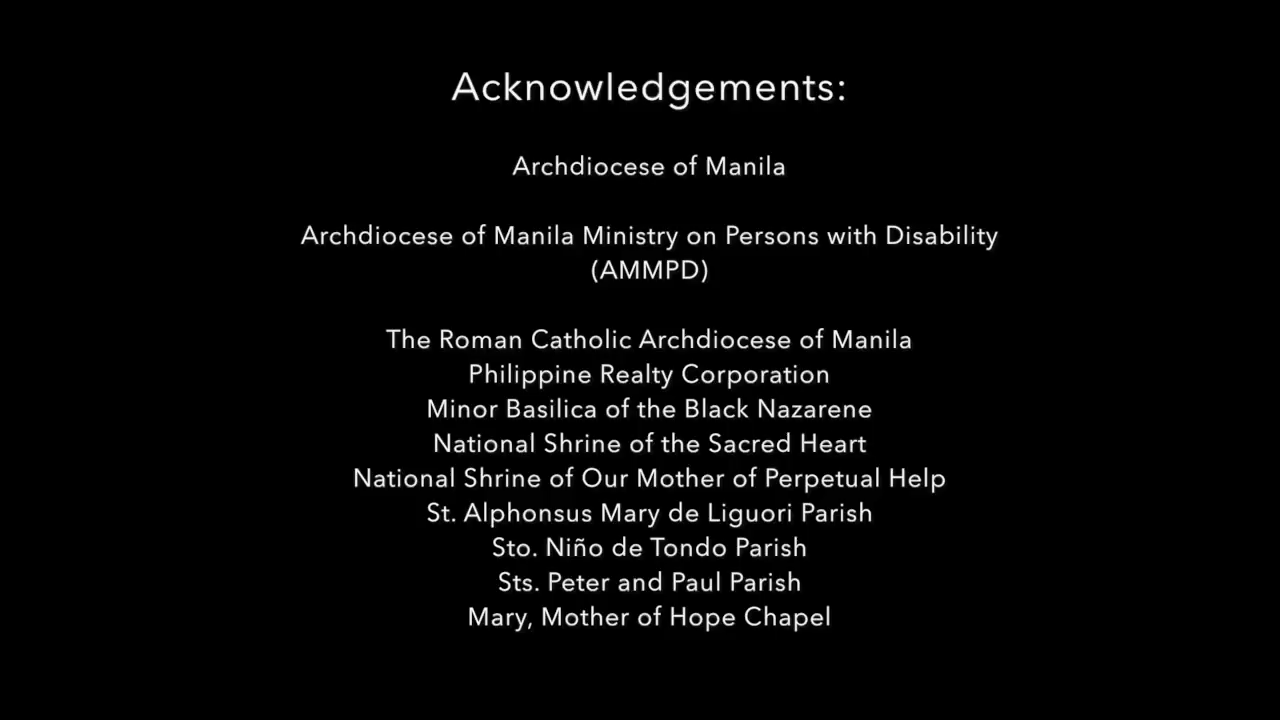 Acknowledgements:
Archdiocese of Manila
Archdiocese of Manila Ministry on Persons with Disability
(AMMPD)
The Roman Catholic Archdiocese of Manila
Philippine Realty Corporation
Minor Basilica of the Black Nazarene
National Shrine of the Sacred Heart
National Shrine of Our Mother of Perpetual Help
St. Alphonsus Mary de Liguori Parish
Sto. Niño de Tondo Parish
Sts. Peter and Paul Parish
Mary, Mother of Hope Chapel